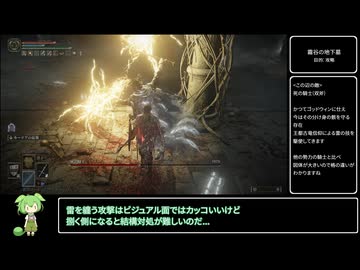 霧谷の地下墓
目的: 攻略
<この辺の敵>
死の騎士(双斧)
かつてゴッドウィンに仕え
今はその分け身の骸を守る
存在
王都古竜信仰による雷の技を
駆使してきます
他の勢力の騎士と比べ
図体が大きいので格の違いが
わかりますね
雷を纏う攻撃はビジュアル面ではカッコいいけど
捌く側になると結構対処が難しいのだ…